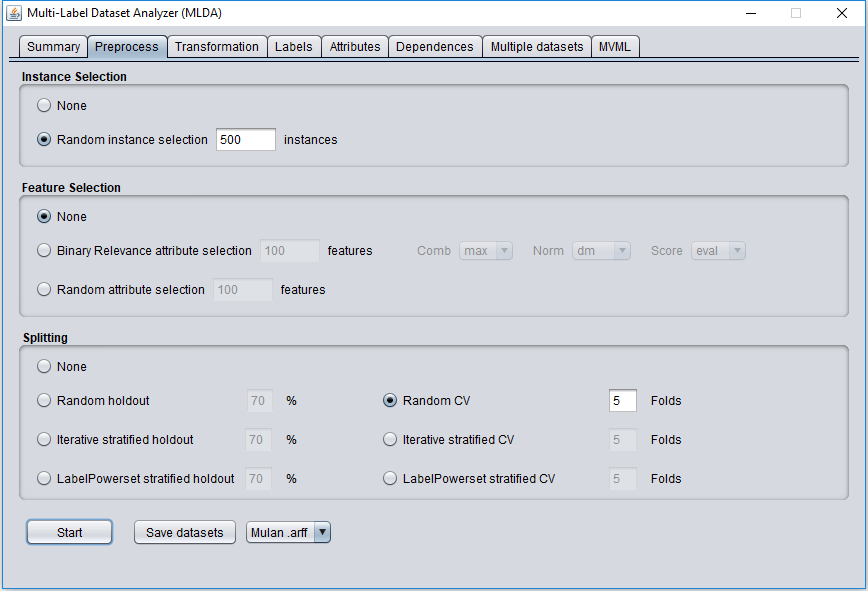 Multi-Label Dataset Analyzer (MLDA)
Summary Preprocess Transformation Labels Attributes Dependences Multiple datasets MVML
Instance Selection
None
Random instance selection 500 instances
Feature Selection
None
Binary Relevance attribute selection 100 features Comb max Norm dm Score eval
Random attribute selection 100 features
Splitting
None
Random holdout 70 % Random CV 5 Folds
Iterative stratified holdout 70 % Iterative stratified CV 5 Folds
LabelPowerset stratified holdout 70 % LabelPowerset stratified CV 5 Folds
Start Save datasets Mulan .arff